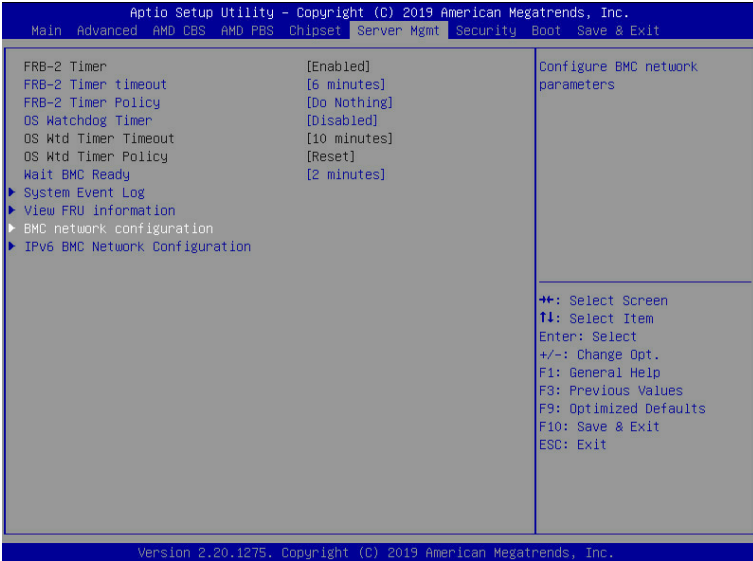 Aptio Setup Utility – Copyright (C) 2019 American Megatrends, Inc.
Main Advanced AMD CBS AMD PBS Chipset Server Mgmt Security Boot Save & Exit
FRB-2 Timer [Enabled]
FRB-2 Timer timeout [6 minutes]
FRB-2 Timer Policy [Do Nothing]
OS Watchdog Timer [Disabled]
OS Wtd Timer Timeout [10 minutes]
OS Wtd Timer Policy [Reset]
Wait BMC Ready [2 minutes]
System Event Log
View FRU information
BMC network configuration
IPv6 BMC Network Configuration
Configure BMC network
parameters
→←: Select Screen
↑↓: Select Item
Enter: Select
+/-: Change Opt.
F1: General Help
F3: Previous Values
F9: Optimized Defaults
F10: Save & Exit
ESC: Exit
Version 2.20.1275. Copyright (C) 2019 American Megatrends, Inc.